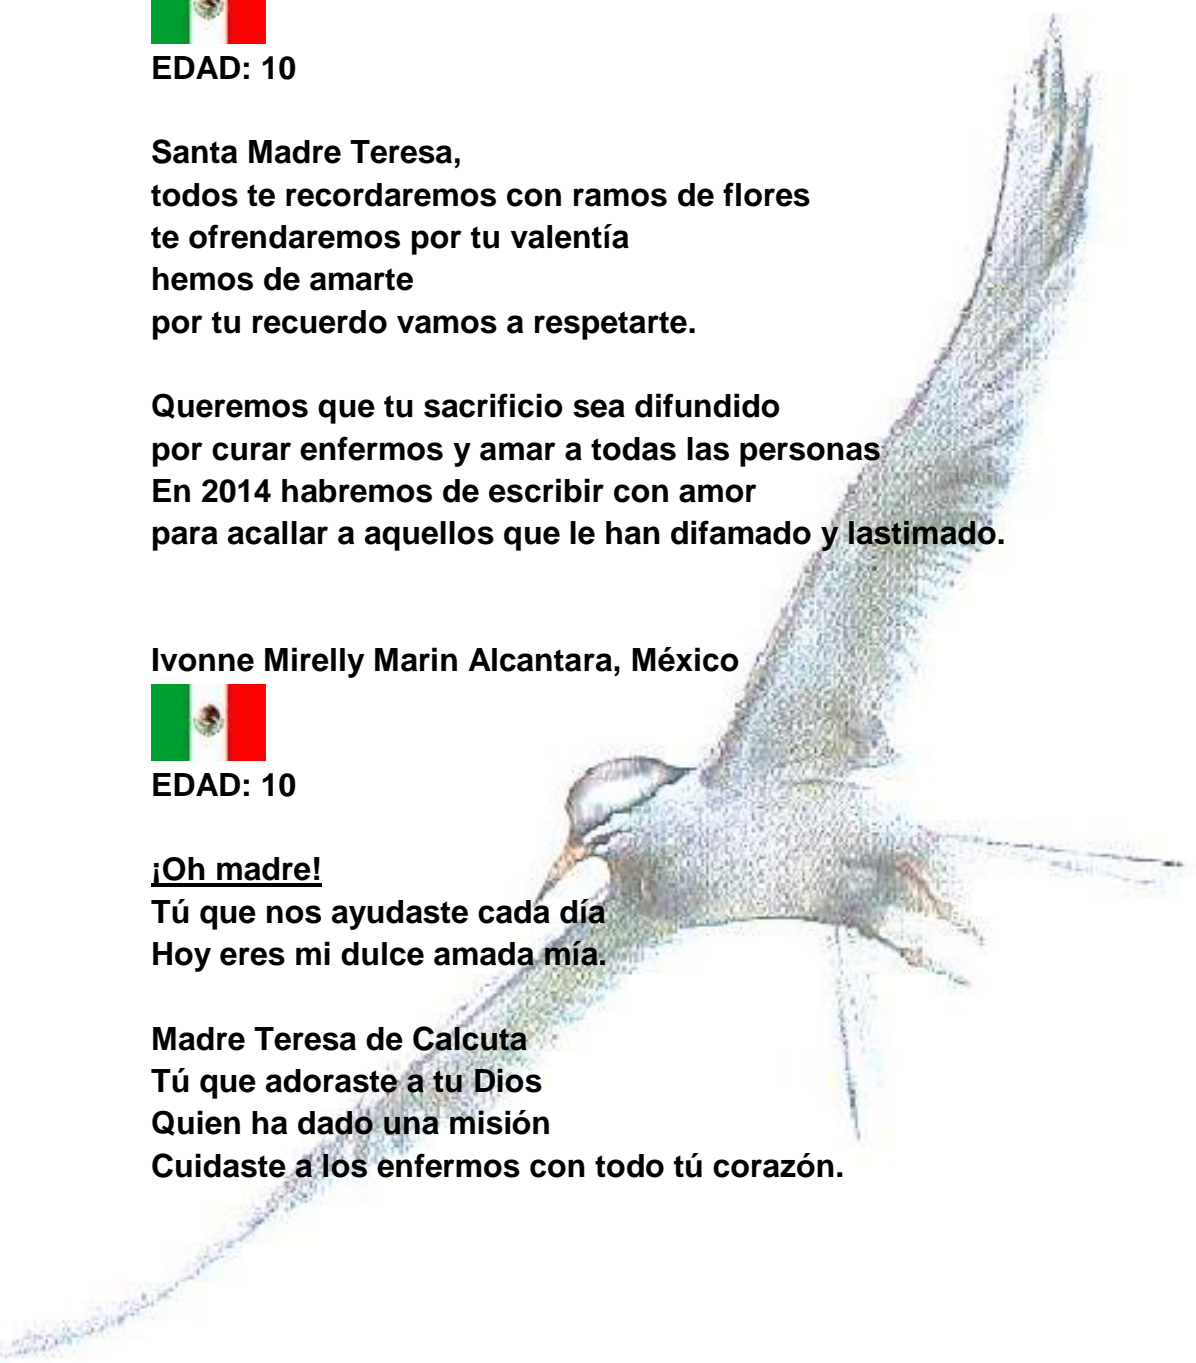 EDAD: 10
Santa Madre Teresa,
todos te recordaremos con ramos de flores
te ofrendaremos por tu valentía
hemos de amarte
por tu recuerdo vamos a respetarte.
Queremos que tu sacrificio sea difundido
por curar enfermos y amar a todas las personas
En 2014 habremos de escribir con amor
para acallar a aquellos que le han difamado y lastimado.
Ivonne Mirelly Marin Alcantara, México
EDAD: 10
¡Oh madre!
Tú que nos ayudaste cada día
Hoy eres mi dulce amada mía.
Madre Teresa de Calcuta
Tú que adoraste a tu Dios
Quien ha dado una misión
Cuidaste a los enfermos con todo tú corazón.